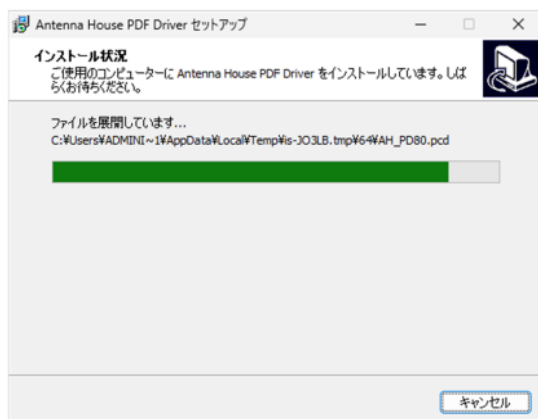 Antenna House PDF Driver セットアップ
インストール状況
ご使用のコンピューターに Antenna House PDF Driver をインストールしています。しば
らくお待ちください。
ファイルを展開しています...
C:¥Users¥ADMINI~1¥AppData¥Local¥Temp¥is-JO3LB.tmp¥64¥AH_PD80.pcd
キャンセル